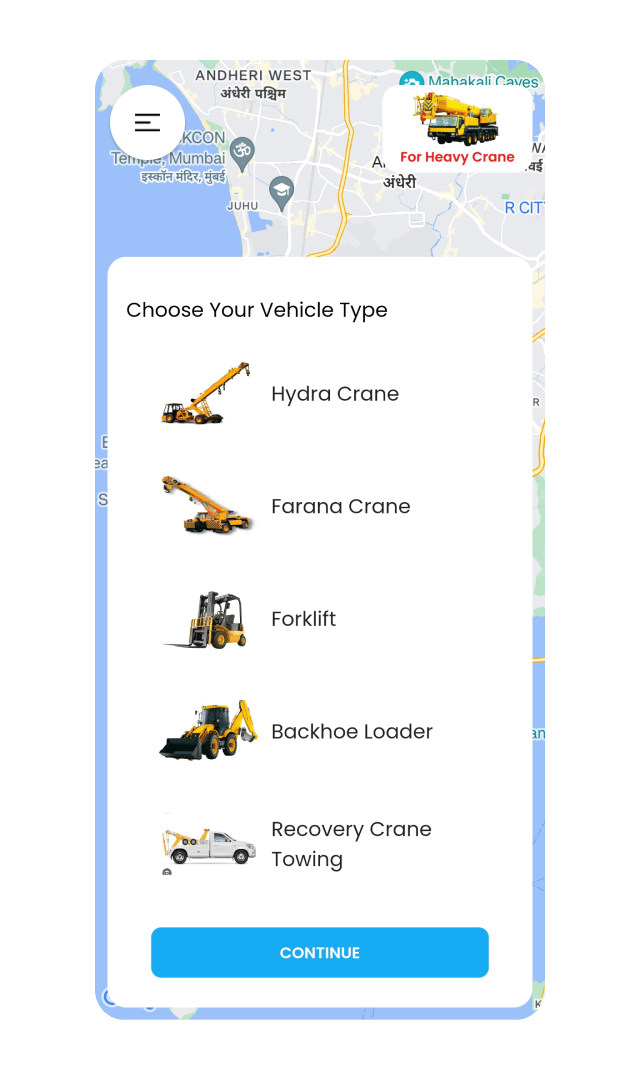 ANDHERI WEST
अंधेरी पश्चिम
Mahakali Caves
KCON
Temple, Mumbai
इस्कॉन मंदिर, मुंबई
For Heavy Crane
अंधेरी
JUHU
R CIT
Choose Your Vehicle Type
Hydra Crane
Farana Crane
Forklift
Backhoe Loader
Recovery Crane
Towing
CONTINUE